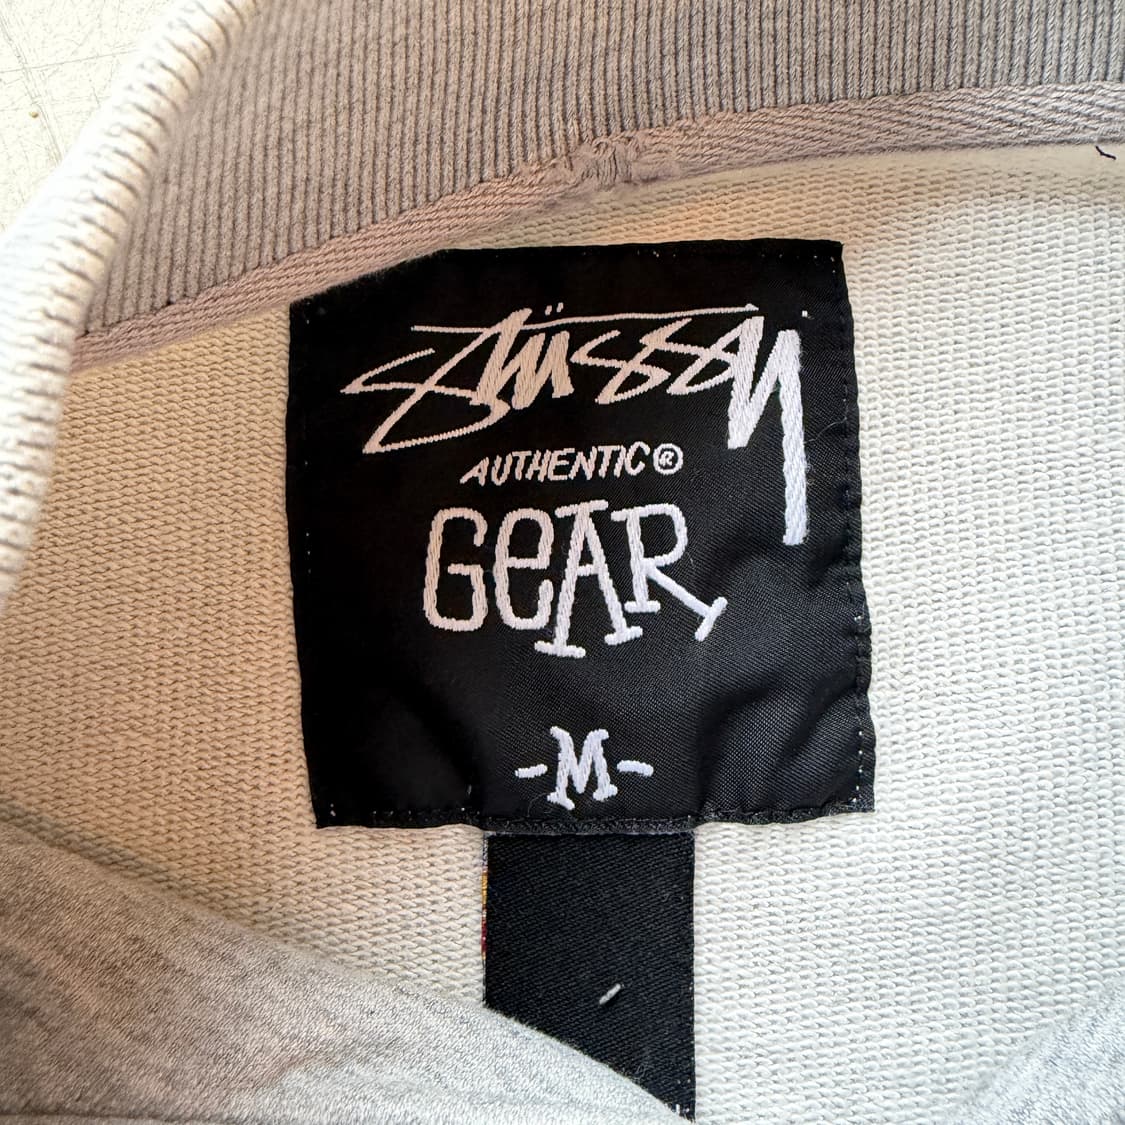 Stüssy
AUTHENTIC®
GeAR
-M-